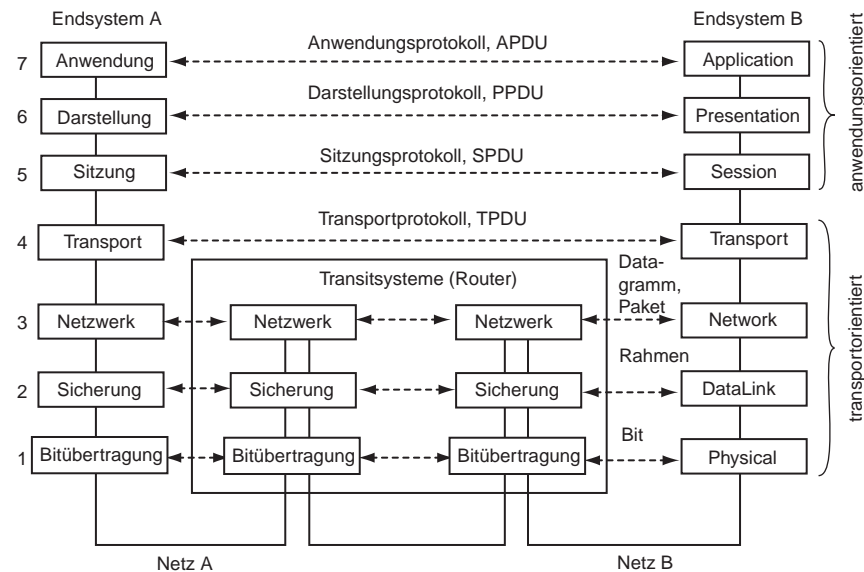 Endsystem A
Endsystem B
Anwendungsprotokoll, APDU
7
Anwendung
Application
Darstellungsprotokoll, PPDU
6
Darstellung
Presentation
Sitzungsprotokoll, SPDU
5
Sitzung
Session
anwendungsorientiert
Transportprotokoll, TPDU
4
Transport
Transport
Transitsysteme (Router)
Data-
gramm,
Paket
3
Netzwerk
Netzwerk
Netzwerk
Network
Rahmen
2
Sicherung
Sicherung
Sicherung
DataLink
Bit
1
Bitübertragung
Bitübertragung
Bitübertragung
Physical
transportorientiert
Netz A
Netz B